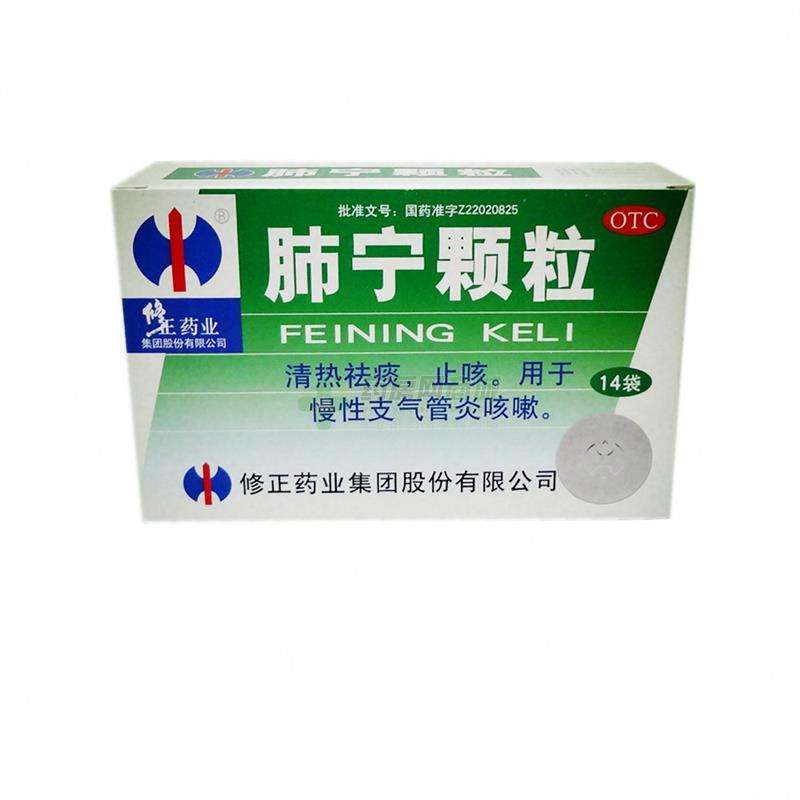 肺宁颗粒
批准文号：国药准字Z22020825
OTC
肺宁颗粒
FEINING KELI
修正药业
集团股份有限公司
清热祛痰，止咳。用于
慢性支气管炎咳嗽。
14袋
修正药业集团股份有限公司
®